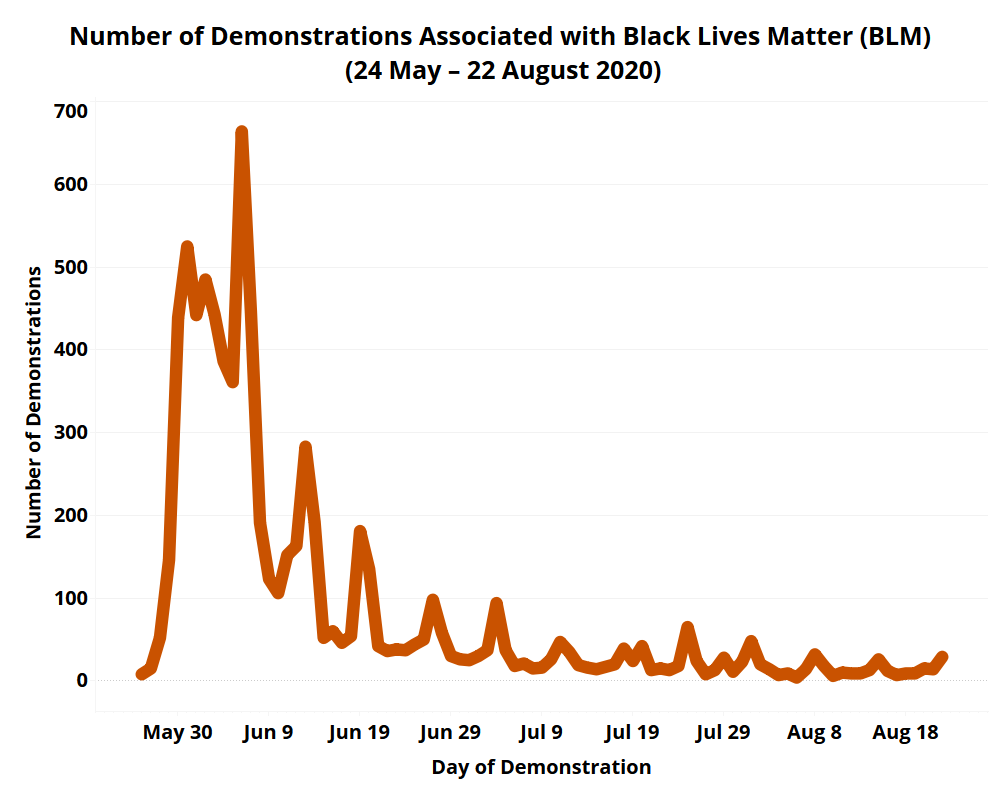 Number of Demonstrations Associated with Black Lives Matter (BLM)
(24 May – 22 August 2020)
700
600
500
400
300
200
100
0
Number of Demonstrations
May 30 Jun 9 Jun 19 Jun 29 Jul 9 Jul 19 Jul 29 Aug 8 Aug 18
Day of Demonstration